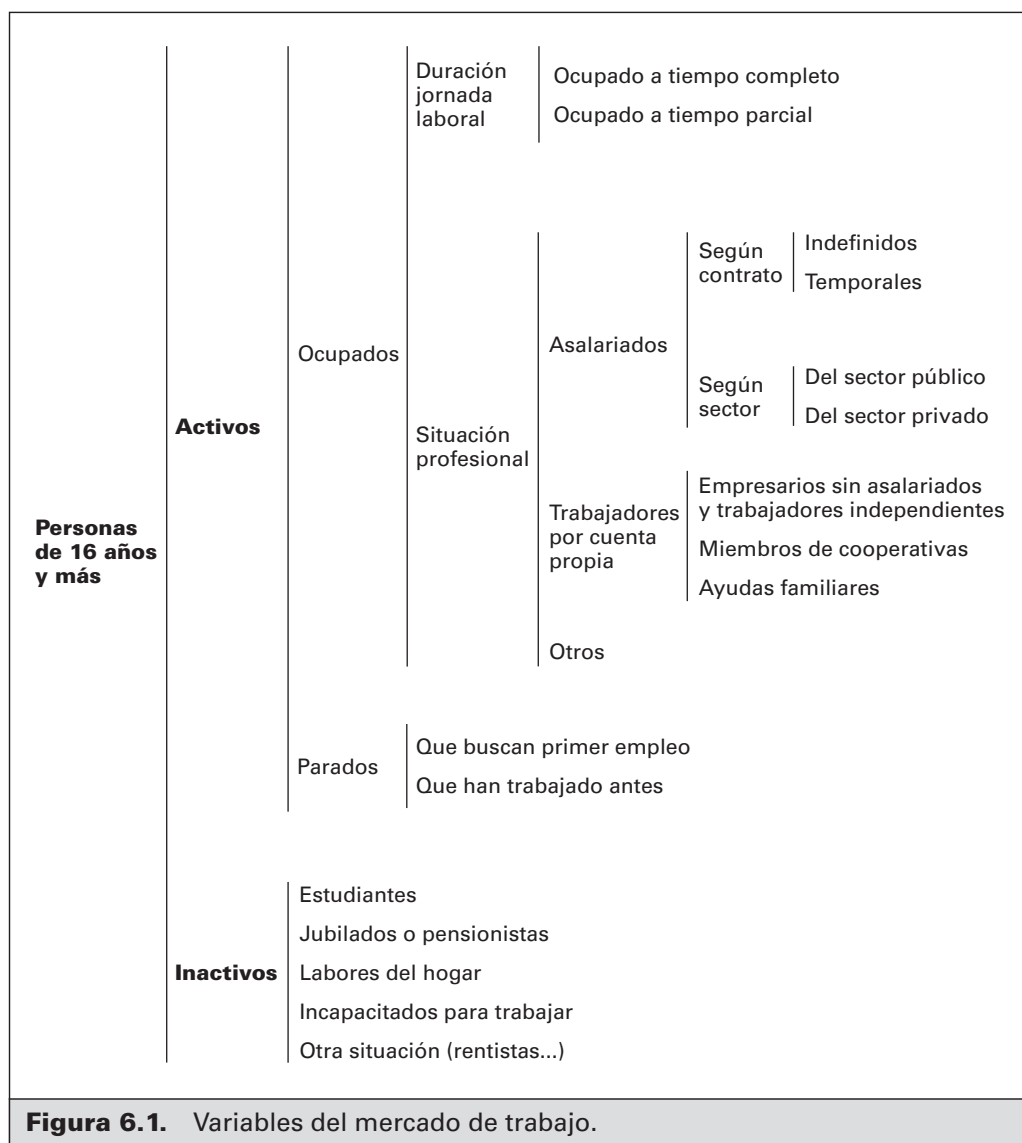 Duración
jornada
laboral
Ocupado a tiempo completo
Ocupado a tiempo parcial
Según
contrato
Indefinidos
Temporales
Ocupados
Asalariados
Según
sector
Del sector público
Del sector privado
Activos
Situación
profesional
Personas
de 16 años
y más
Trabajadores
por cuenta
propia
Empresarios sin asalariados
y trabajadores independientes
Miembros de cooperativas
Ayudas familiares
Otros
Parados
Que buscan primer empleo
Que han trabajado antes
Inactivos
Estudiantes
Jubilados o pensionistas
Labores del hogar
Incapacitados para trabajar
Otra situación (rentistas...)
Figura 6.1. Variables del mercado de trabajo.